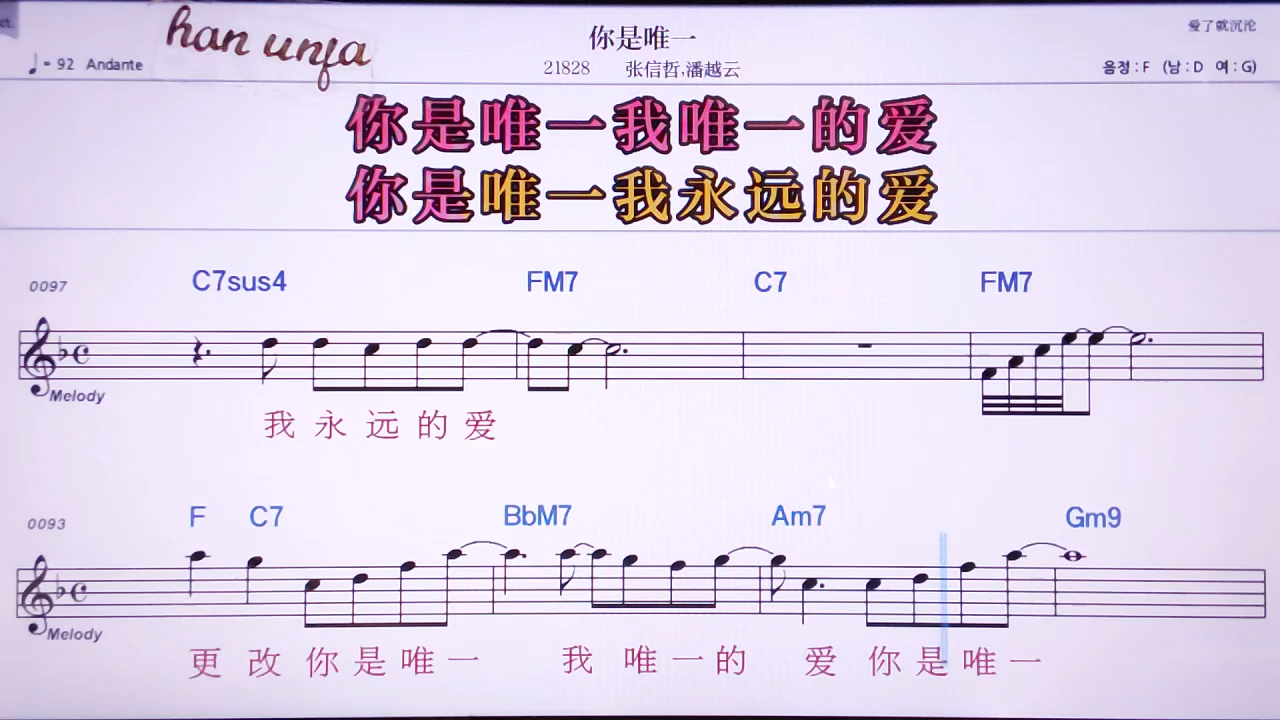 ct.
han unfa
♩= 92 Andante
你是唯一
21828 张信哲,潘越云
爱了就沉沦
음정 : F (남 : D 여 : G)
你是唯一我唯一的爱
你是唯一我永远的爱
0097 C7sus4 FM7 C7 FM7
Melody
我 永 远 的 爱
0093 F C7 BbM7 Am7 Gm9
Melody
更 改 你 是 唯 一 我 唯 一 的 爱 你 是 唯 一